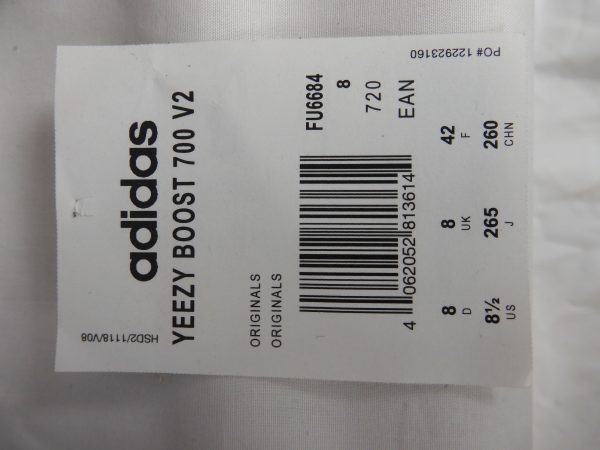 adidas
YEEZY BOOST 700 V2
ORIGINALS
ORIGINALS
FU6684
8
720
EAN
4 062052 813614
8 8 42
D UK F
8½ 265 260
US J CHN
HSD2/1118/V08
PO# 122923160